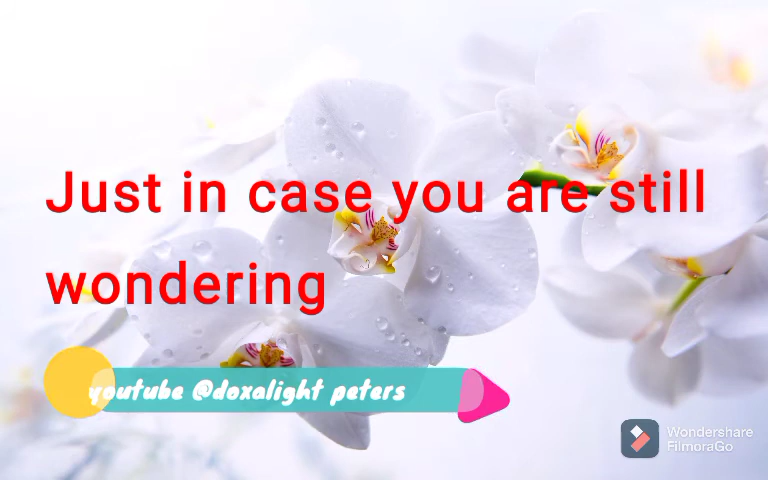 Just in case you are still
wondering
youtube @doxalight peters
Wondershare
FilmoraGo